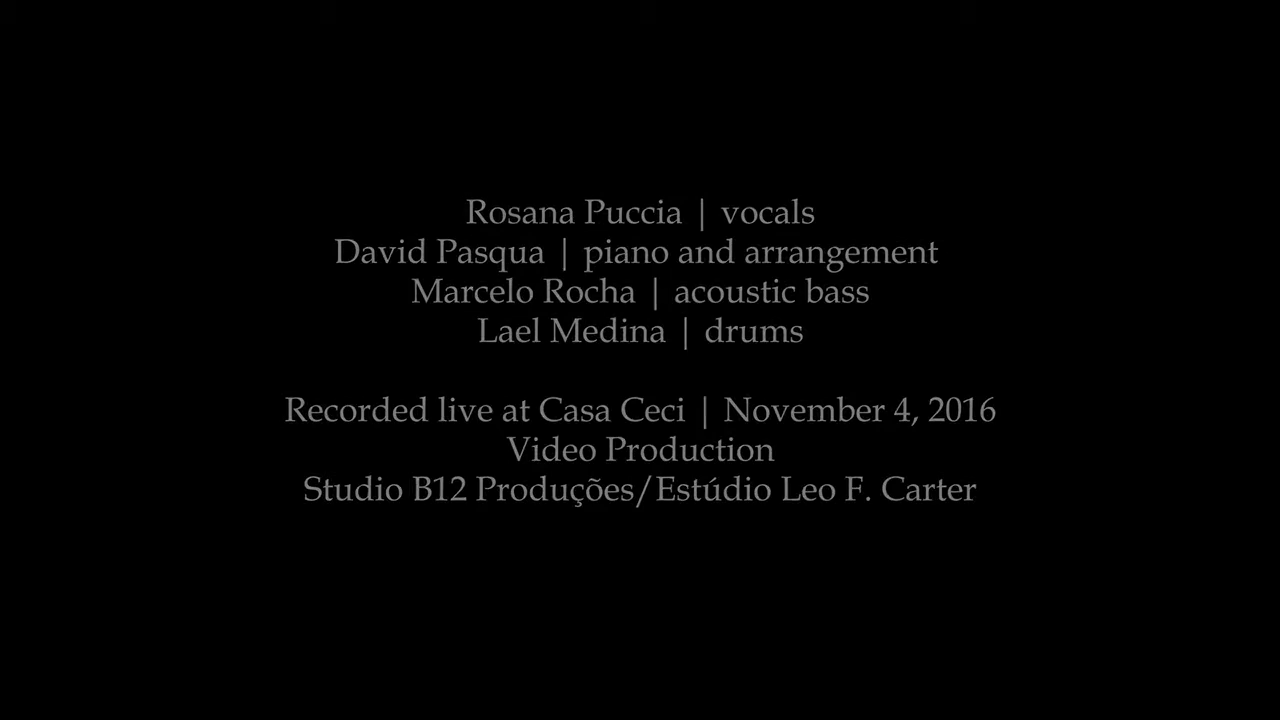 Rosana Puccia | vocals
David Pasqua | piano and arrangement
Marcelo Rocha | acoustic bass
Lael Medina | drums
Recorded live at Casa Ceci | November 4, 2016
Video Production
Studio B12 Produções/Estúdio Leo F. Carter